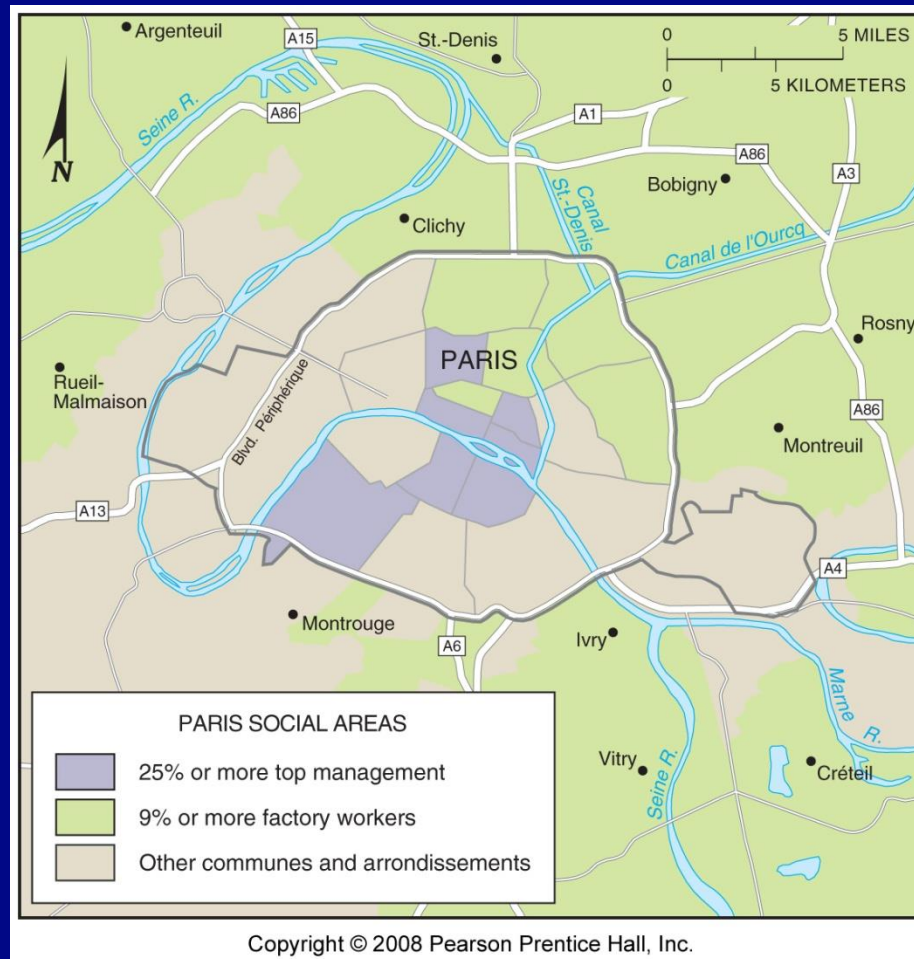 Argenteuil
A15
St.-Denis
0 5 MILES
0 5 KILOMETERS
Seine R.
A86
A1
A86
A3
N
Bobigny
Canal
St.-Denis
Clichy
Canal de l'Ourcq
Rosny
PARIS
Rueil-
Malmaison
Blvd. Périphérique
A86
Montreuil
A13
A4
Montrouge
A6
Ivry
Marne
R.
Vitry
Seine R.
Créteil
PARIS SOCIAL AREAS
25% or more top management
9% or more factory workers
Other communes and arrondissements
Copyright © 2008 Pearson Prentice Hall, Inc.